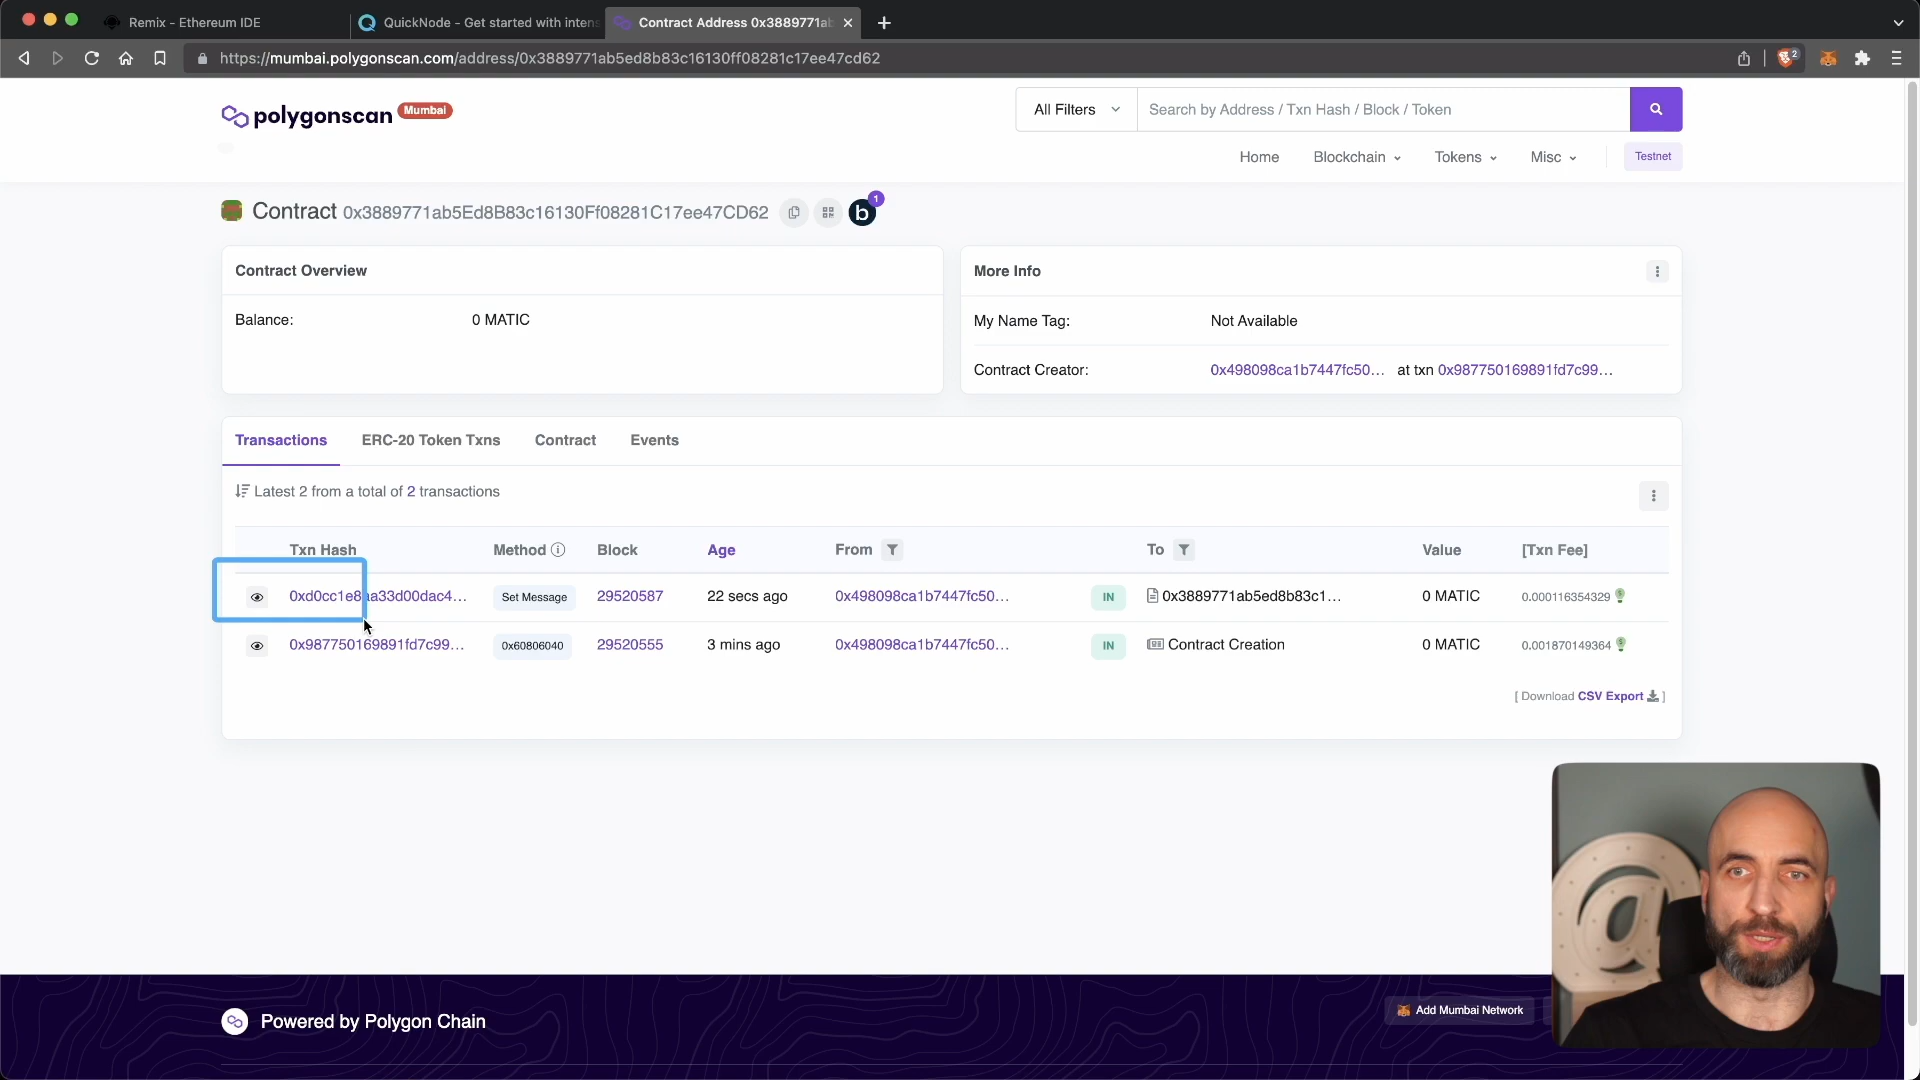 Remix - Ethereum IDE
QuickNode - Get started with intens
Contract Address 0x3889771ab
https://mumbai.polygonscan.com/address/0x3889771ab5ed8b83c16130ff08281c17ee47cd62
2
polygonscan Mumbai
All Filters
Search by Address / Txn Hash / Block / Token
Home Blockchain Tokens Misc Testnet
Contract 0x3889771ab5Ed8B83c16130Ff08281C17ee47CD62 b 1
Contract Overview
Balance: 0 MATIC
More Info
My Name Tag: Not Available
Contract Creator: 0x498098ca1b7447fc50... at txn 0x987750169891fd7c99...
Transactions ERC-20 Token Txns Contract Events
Latest 2 from a total of 2 transactions
Txn Hash Method Block Age From To Value [Txn Fee]
0xd0cc1e8aa33d00dac4... Set Message 29520587 22 secs ago 0x498098ca1b7447fc50... IN 0x3889771ab5ed8b83c1... 0 MATIC 0.000116354329
0x987750169891fd7c99... 0x60806040 29520555 3 mins ago 0x498098ca1b7447fc50... IN Contract Creation 0 MATIC 0.001870149364
[ Download CSV Export ]
Powered by Polygon Chain
Add Mumbai Network
@